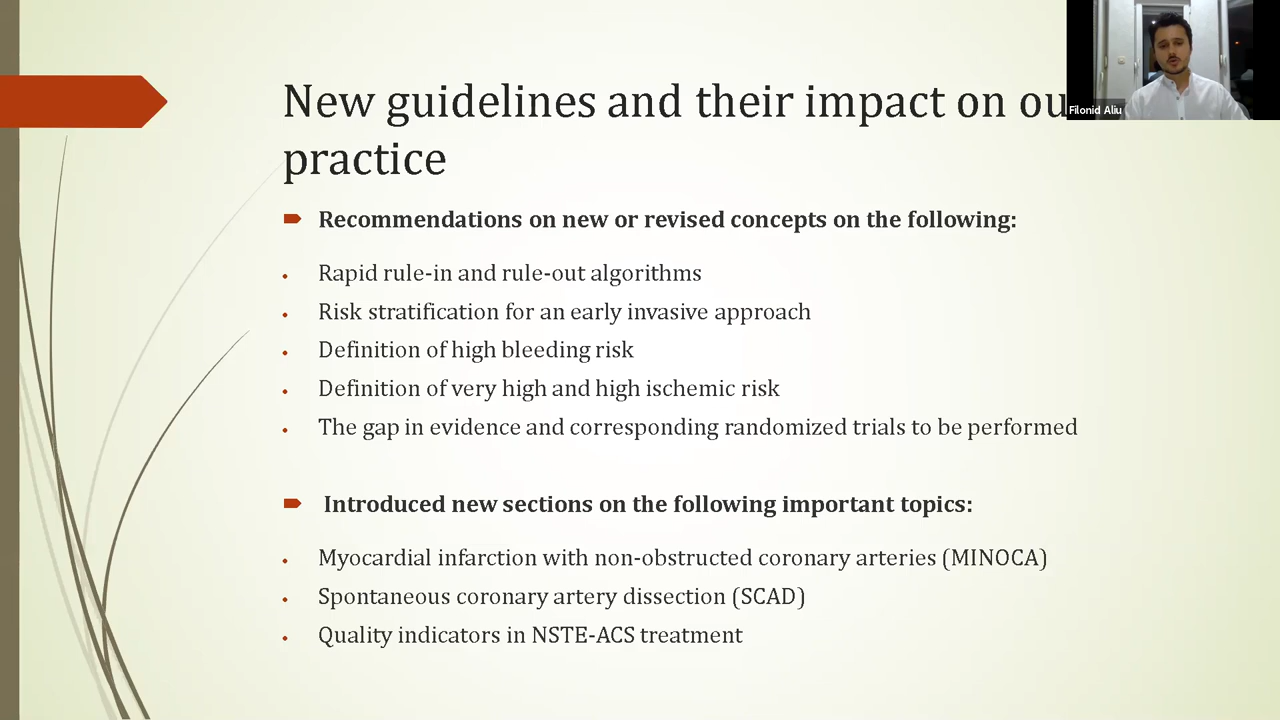 New guidelines and their impact on ou
practice
Recommendations on new or revised concepts on the following:
Rapid rule-in and rule-out algorithms
Risk stratification for an early invasive approach
Definition of high bleeding risk
Definition of very high and high ischemic risk
The gap in evidence and corresponding randomized trials to be performed
Introduced new sections on the following important topics:
Myocardial infarction with non-obstructed coronary arteries (MINOCA)
Spontaneous coronary artery dissection (SCAD)
Quality indicators in NSTE-ACS treatment
Filonid Aliu